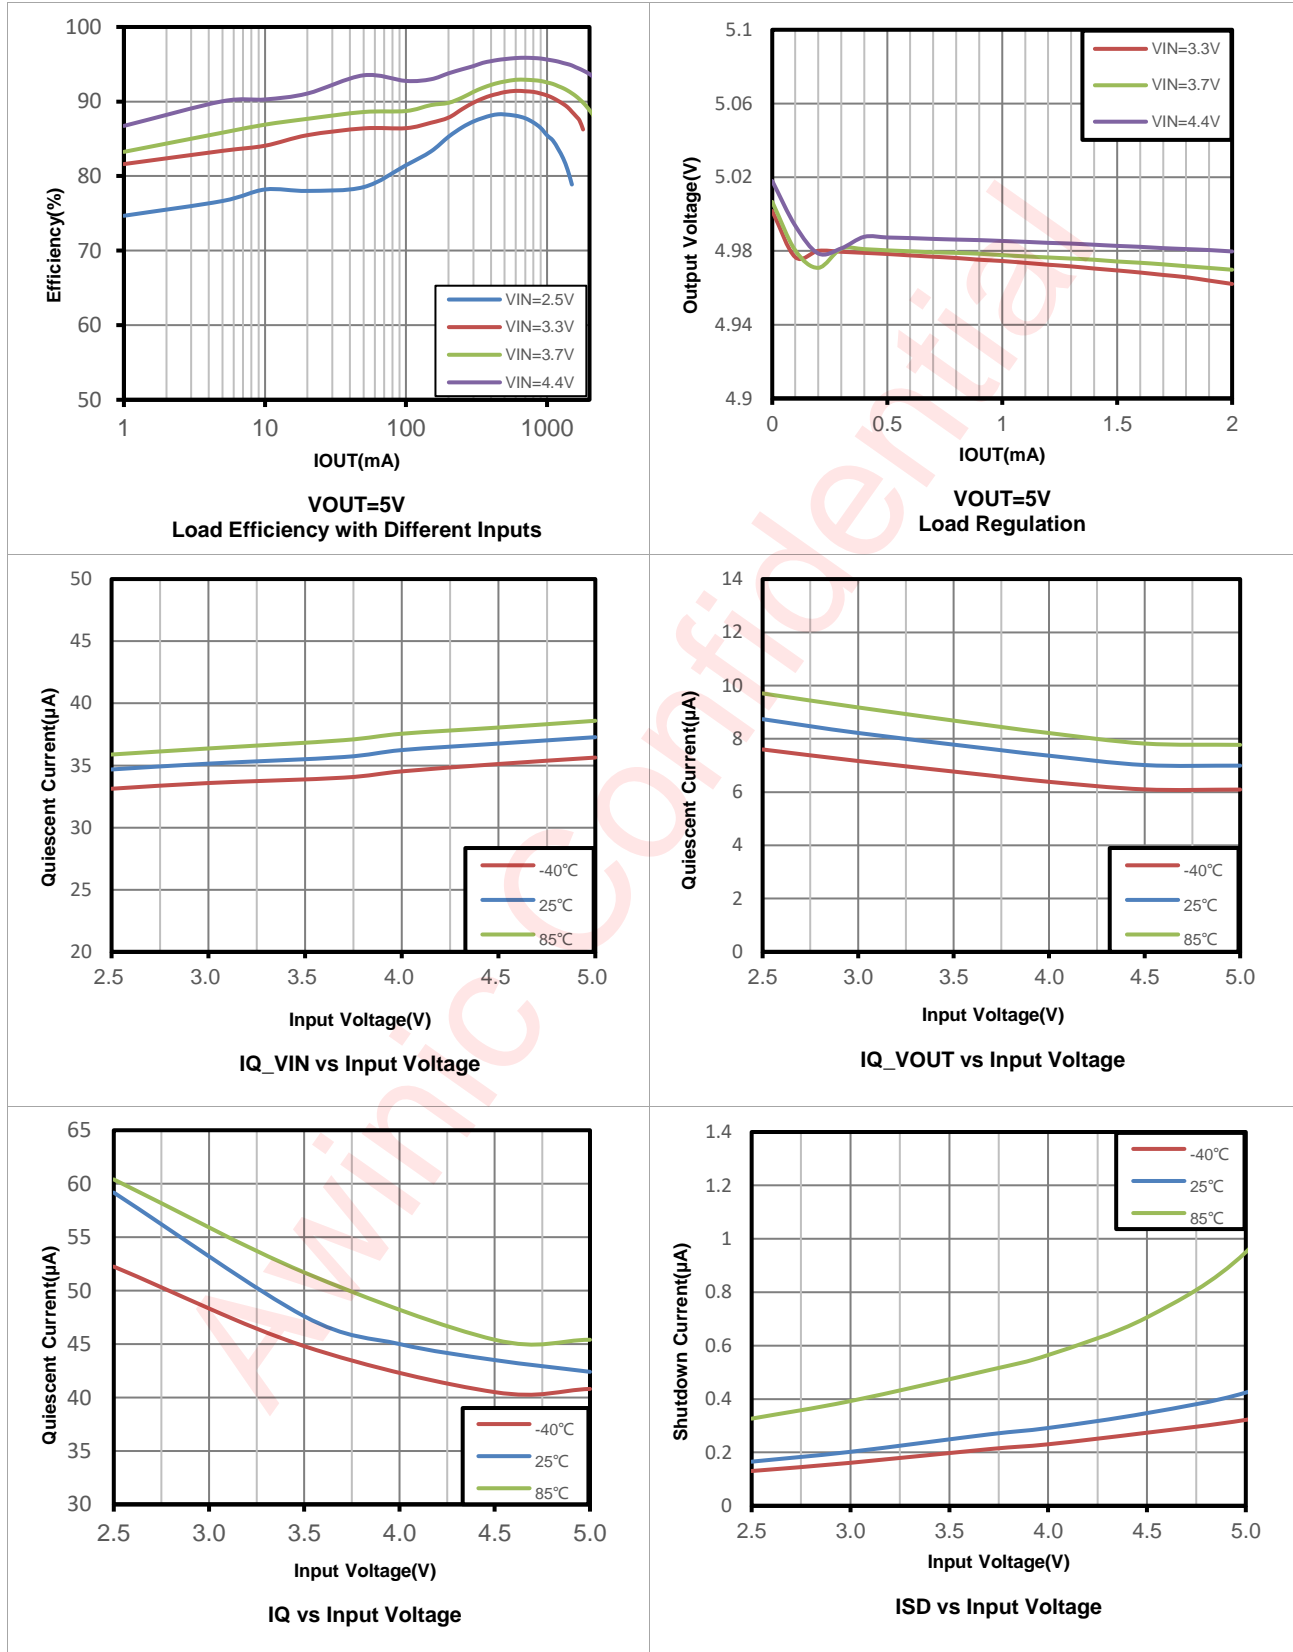 100
90
80
70
60
50
Efficiency(%)
VIN=2.5V
VIN=3.3V
VIN=3.7V
VIN=4.4V
1 10 100 1000
IOUT(mA)
VOUT=5V
Load Efficiency with Different Inputs
5.1
5.06
5.02
4.98
4.94
4.9
Output Voltage(V)
VIN=3.3V
VIN=3.7V
VIN=4.4V
0 0.5 1 1.5 2
IOUT(mA)
VOUT=5V
Load Regulation
50
45
40
35
30
25
20
Quiescent Current(μA)
-40℃
25℃
85℃
2.5 3.0 3.5 4.0 4.5 5.0
Input Voltage(V)
IQ_VIN vs Input Voltage
14
12
10
8
6
4
2
0
Quiescent Current(μA)
-40℃
25℃
85℃
2.5 3.0 3.5 4.0 4.5 5.0
Input Voltage(V)
IQ_VOUT vs Input Voltage
65
60
55
50
45
40
35
30
Quiescent Current(μA)
-40℃
25℃
85℃
2.5 3.0 3.5 4.0 4.5 5.0
Input Voltage(V)
IQ vs Input Voltage
1.4
1.2
1
0.8
0.6
0.4
0.2
0
Shutdown Current(μA)
-40℃
25℃
85℃
2.5 3.0 3.5 4.0 4.5 5.0
Input Voltage(V)
ISD vs Input Voltage
Awinic Confidential